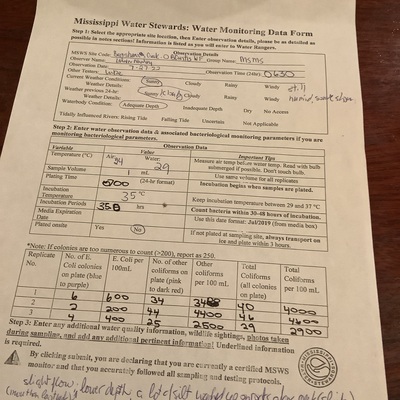 Mississippi Water Stewards: Water Monitoring Data Form
Step 1: Select the appropriate site location, then Enter observation details, please be as detailed as
possible in notes sections! Information is listed as you will enter to Water Rangers.
Observation Details
MSWS Site Code:
Observer Name: Group Name: MSMS
Observation Date:
Other Testers: Observation Time (24hr): 0630
Current Weather Conditions: Sunny Cloudy Rainy Windy still
Weather Details:
Weather previous 24-hr: Cloudy Rainy Windy
Weather Details:
Waterbody Condition: Adequate Depth Inadequate Depth Dry No Access
Tidally Influenced Rivers: Rising Tide Falling Tide Uncertain Not Applicable
Step 2: Enter water observation data & associated bacteriological monitoring parameters if you are
monitoring bacteriological parameters.
Variable Observation Data Important Tips
Temperature (°C) Air: Water: 29 Measure air temp before water temp. Read with bulb submerged if possible. Don't touch bulb.
Sample Volume 1 mL Use same volume for all replicates
Plating Time 0700 (24-hr format) Incubation begins when samples are plated.
Incubation Temperature 35°C Keep incubation temperature between 29 and 37 °C
Incubation Periods 35 hrs Count bacteria within 30-48 hours of incubation.
Media Expiration Date Use this date format: Jul/2019 (from media box)
Plated onsite Yes No If not plated at sampling site, always transport on ice and plate within 3 hours.
*Note: If colonies are too numerous to count (>200), report as 250.
Replicate No. No. of E. Coli colonies on plate (blue to purple) E. Coli per 100mL No. of other coliforms on plate (pink to dark red) Other coliforms per 100 mL Total Coliforms (all colonies on plate) Total Coliforms per 100 mL
1 6 600 34 40 4000
2 2 200 44 4400 46 4600
3 4 400 25 2500 29 2900
Step 3: Enter any additional water quality information, wildlife sightings, photos taken
during sampling, and add any additional pertinent information! Underlined information
is required.
By clicking submit, you are declaring that you are currently a certified MSWS
monitor and that you accurately followed all sampling and testing protocols.
slight flow, lower depth